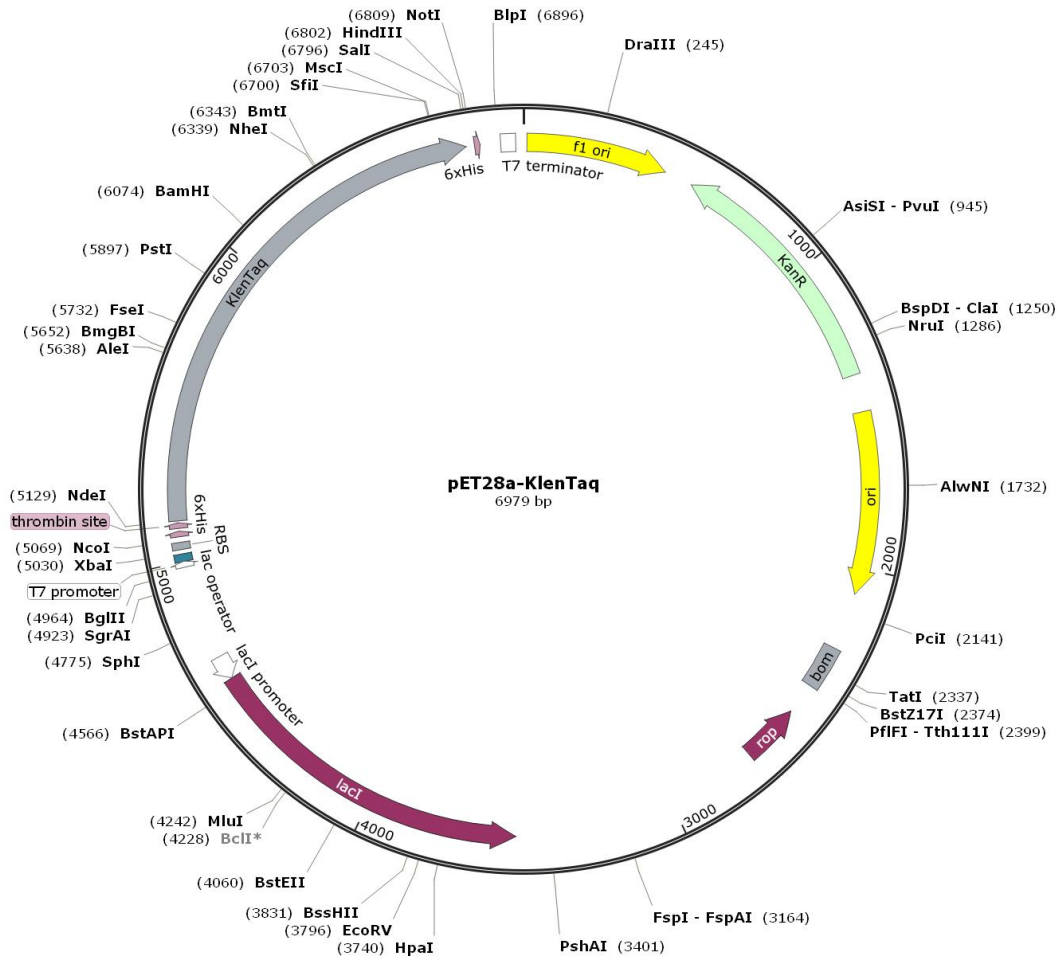 (6809) NotI
(6802) HindIII
(6796) SalI
(6703) MscI
(6700) SfiI
(6343) BmtI
(6339) NheI
(6074) BamHI
(5897) PstI
(5732) FseI
(5652) BmgBI
(5638) AleI
(5129) NdeI
thrombin site
(5069) NcoI
(5030) XbaI
T7 promoter
(4964) BglII
(4923) SgrAI
(4775) SphI
(4566) BstAPI
(4242) MluI
(4228) BclI*
(4060) BstEII
(3831) BssHII
(3796) EcoRV
(3740) HpaI
BlpI (6896)
DraIII (245)
AsiSI - PvuI (945)
BspDI - ClaI (1250)
NruI (1286)
AlwNI (1732)
PciI (2141)
TatI (2337)
BstZ17I (2374)
PflFI - Tth111I (2399)
FspI - FspAI (3164)
PshAI (3401)
6xHis
T7 terminator
f1 ori
KanR
1000
ori
2000
bom
rop
3000
4000
lacI
lacI promoter
lac operator
5000
RBS
6xHis
KlenTaq
6000
pET28a-KlenTaq
6979 bp